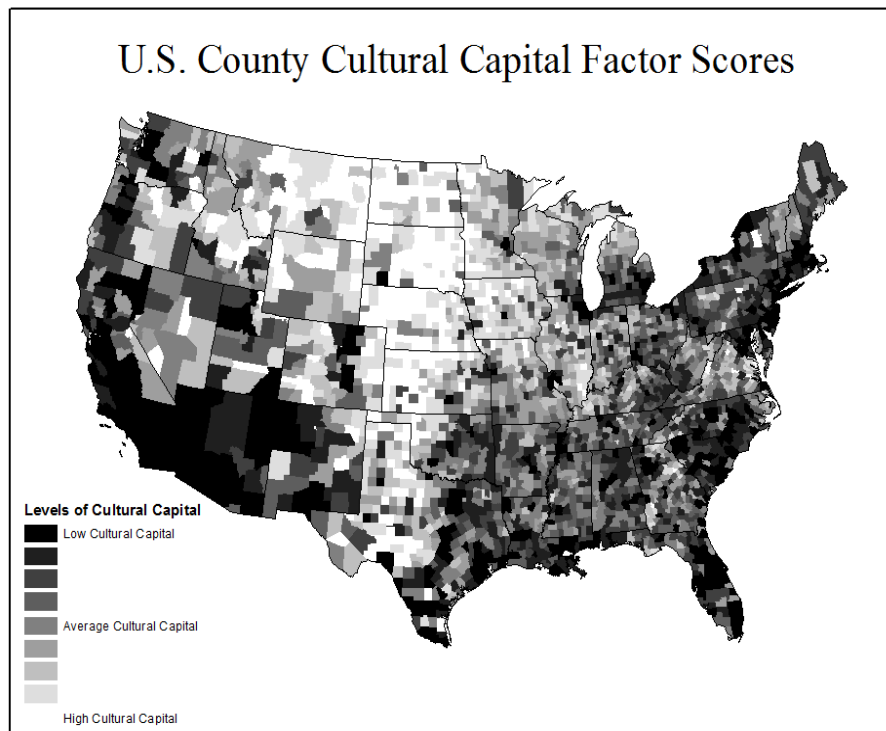 U.S. County Cultural Capital Factor Scores
Levels of Cultural Capital
Low Cultural Capital
Average Cultural Capital
High Cultural Capital